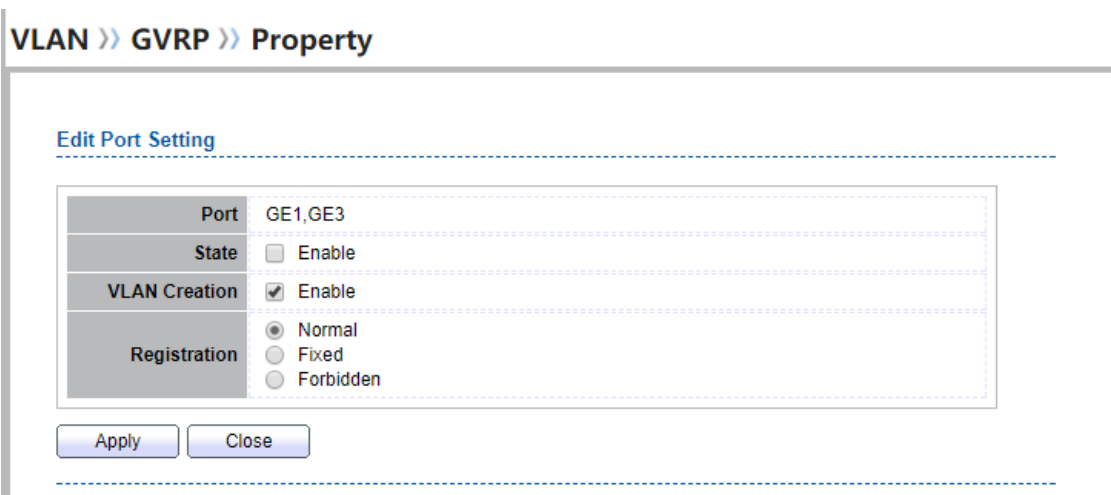 VLAN 》 GVRP 》 Property
Edit Port Setting
Port GE1,GE3
State Enable
VLAN Creation Enable
Registration Normal
Fixed
Forbidden
Apply Close